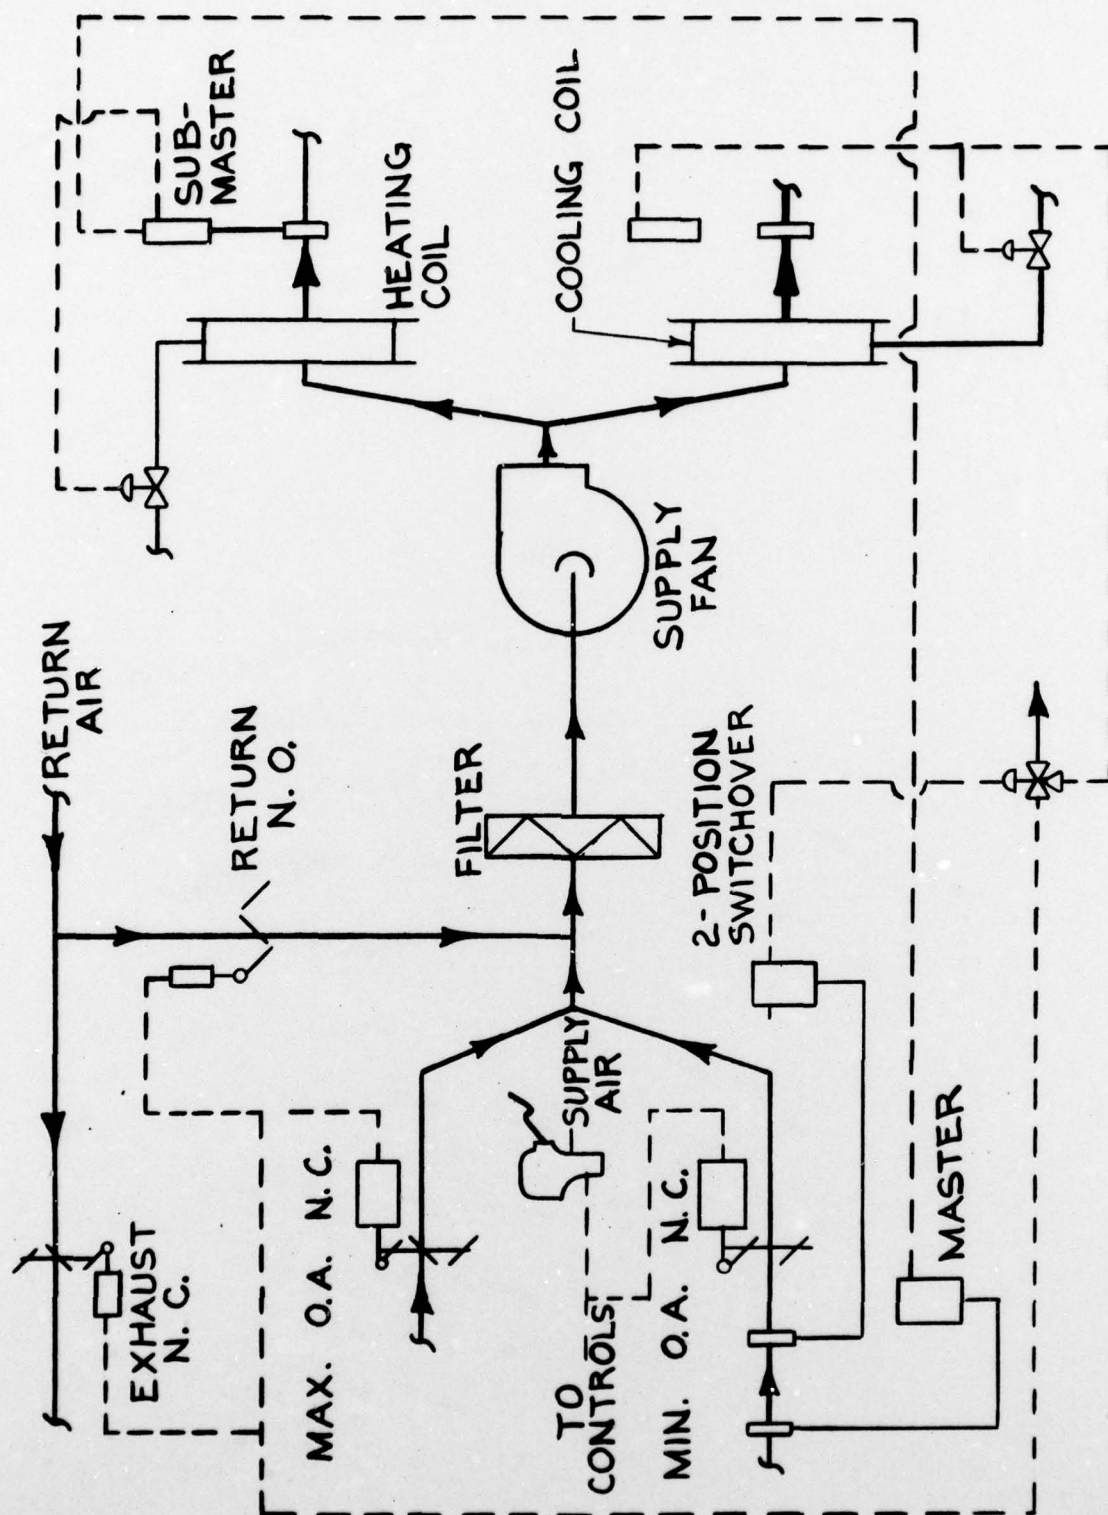 RETURN
AIR
EXHAUST
N.C.
RETURN
N.O.
SUB-
MASTER
HEATING
COIL
MAX. O.A. N.C.
FILTER
SUPPLY
AIR
TO
CONTROLS
SUPPLY
FAN
COOLING COIL
MIN. O.A. N.C.
2-POSITION
SWITCHOVER
MASTER